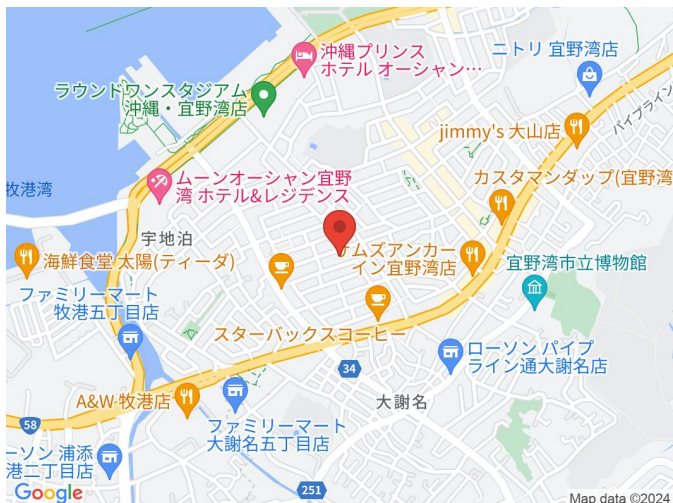 沖縄プリンス
ホテル オーシャン…
ニトリ 宜野湾店
ラウンドワンスタジアム
沖縄・宜野湾店
jimmy's 大山店
パイプライン
ムーンオーシャン宜野
湾 ホテル&レジデンス
カスタマンダップ(宜野湾
牧港湾
宇地泊
海鮮食堂 太陽(ティーダ)
サムズアンカー
イン宜野湾店
宜野湾市立博物館
ファミリーマート
牧港五丁目店
スターバックスコーヒー
ローソン パイプ
ライン通大謝名店
34
A&W 牧港店
大謝名
58
ファミリーマート
大謝名五丁目店
ーソン 浦添
港二丁目店
251
Google
Map data ©2024